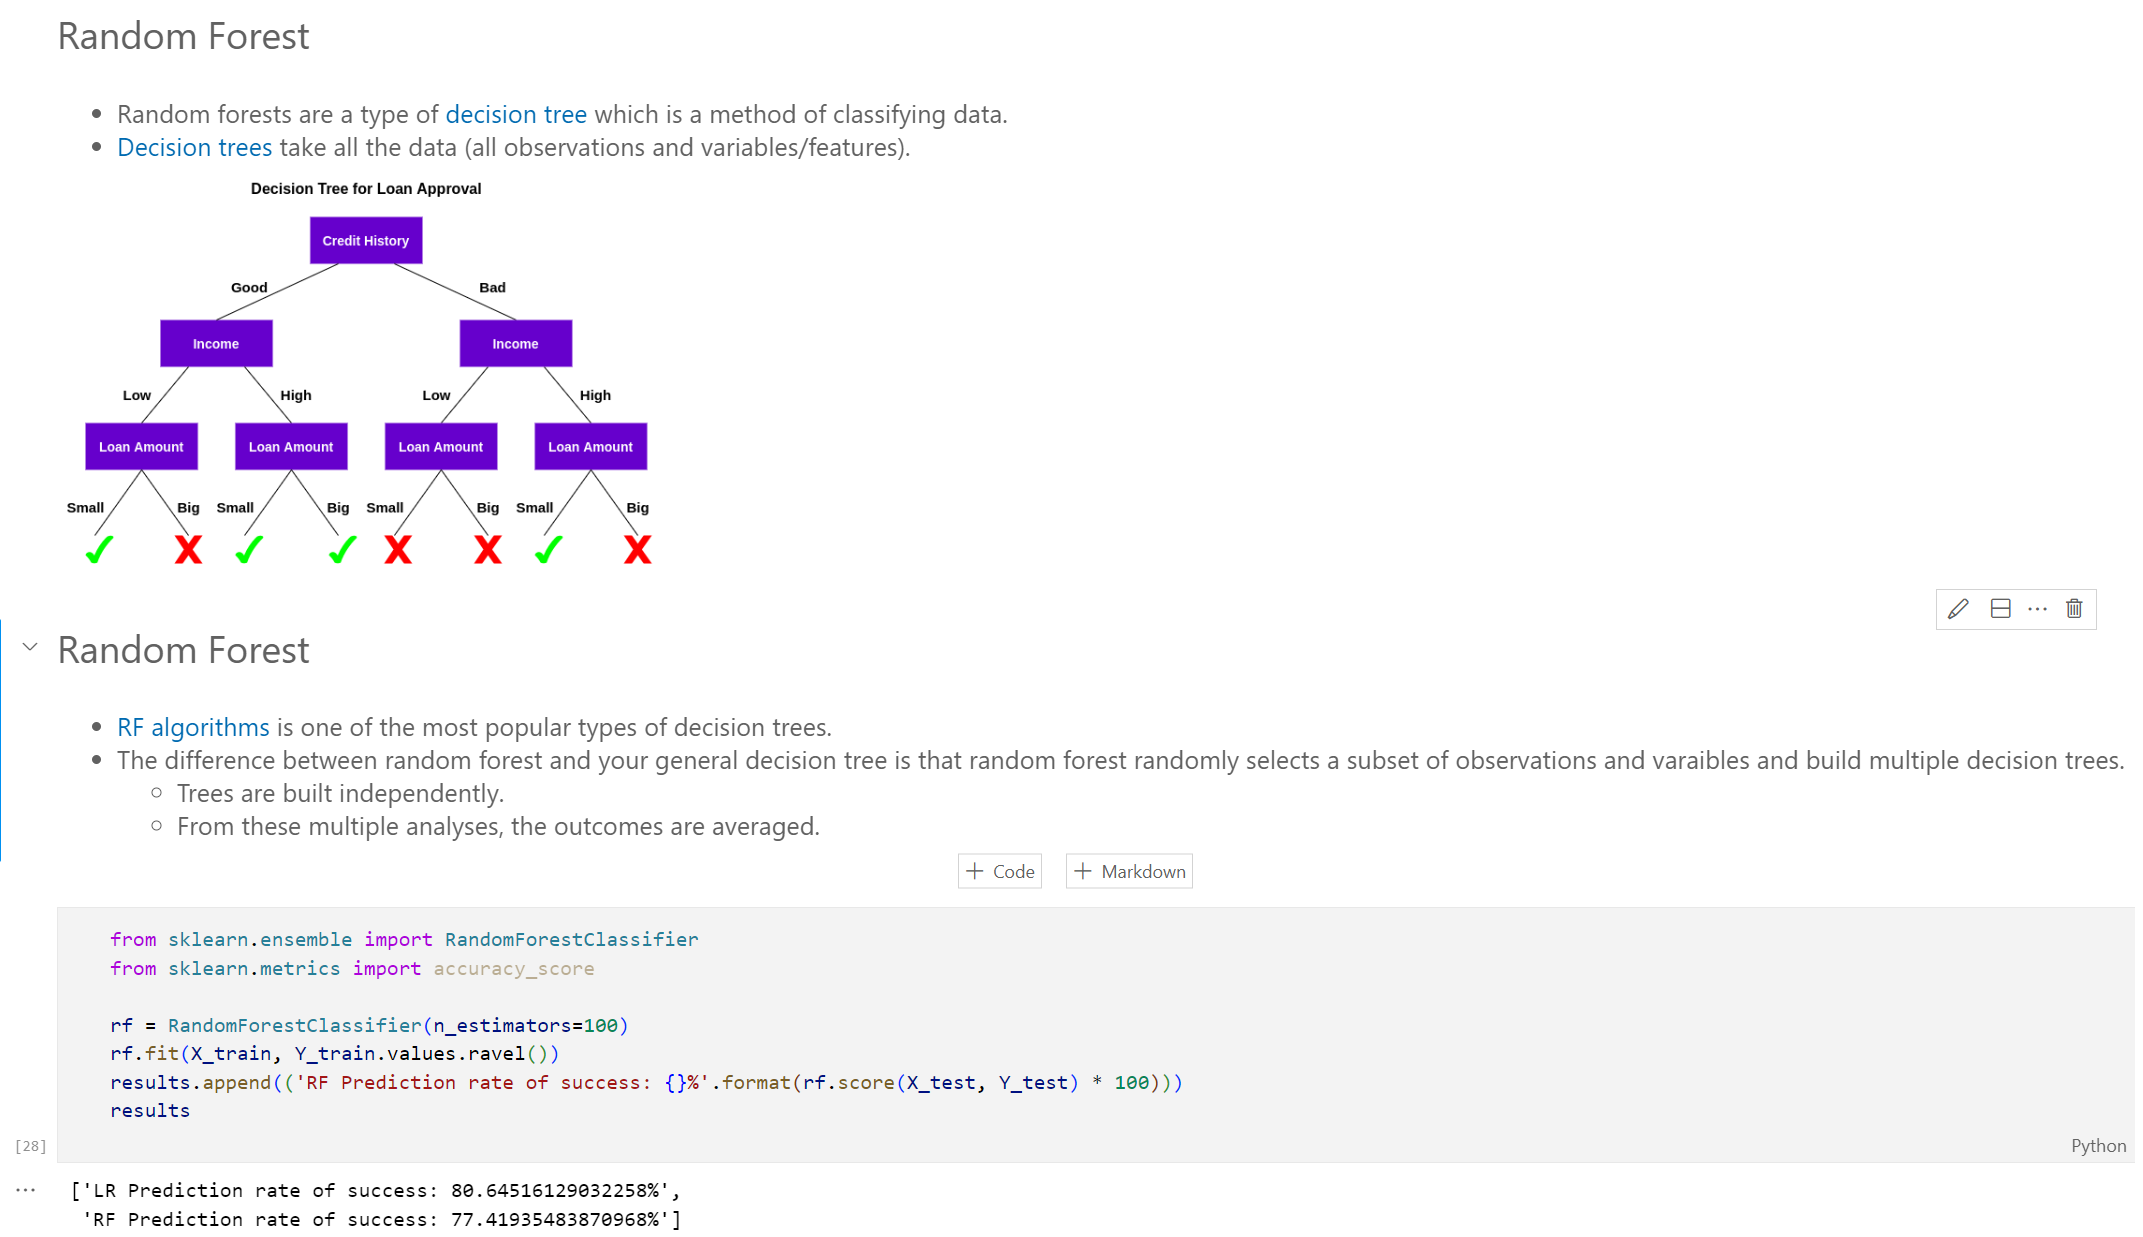 Random Forest
Random forests are a type of decision tree which is a method of classifying data.
Decision trees take all the data (all observations and variables/features).
Decision Tree for Loan Approval
Credit History
Good Bad
Income Income
Low High Low High
Loan Amount Loan Amount Loan Amount Loan Amount
Small Big Small Big Small Big Small Big
Random Forest
RF algorithms is one of the most popular types of decision trees.
The difference between random forest and your general decision tree is that random forest randomly selects a subset of observations and varaibles and build multiple decision trees.
Trees are built independently.
From these multiple analyses, the outcomes are averaged.
+ Code + Markdown
from sklearn.ensemble import RandomForestClassifier
from sklearn.metrics import accuracy_score
rf = RandomForestClassifier(n_estimators=100)
rf.fit(X_train, Y_train.values.ravel())
results.append(('RF Prediction rate of success: {}%'.format(rf.score(X_test, Y_test) * 100)))
results
[28] Python
['LR Prediction rate of success: 80.64516129032258%',
'RF Prediction rate of success: 77.41935483870968%']